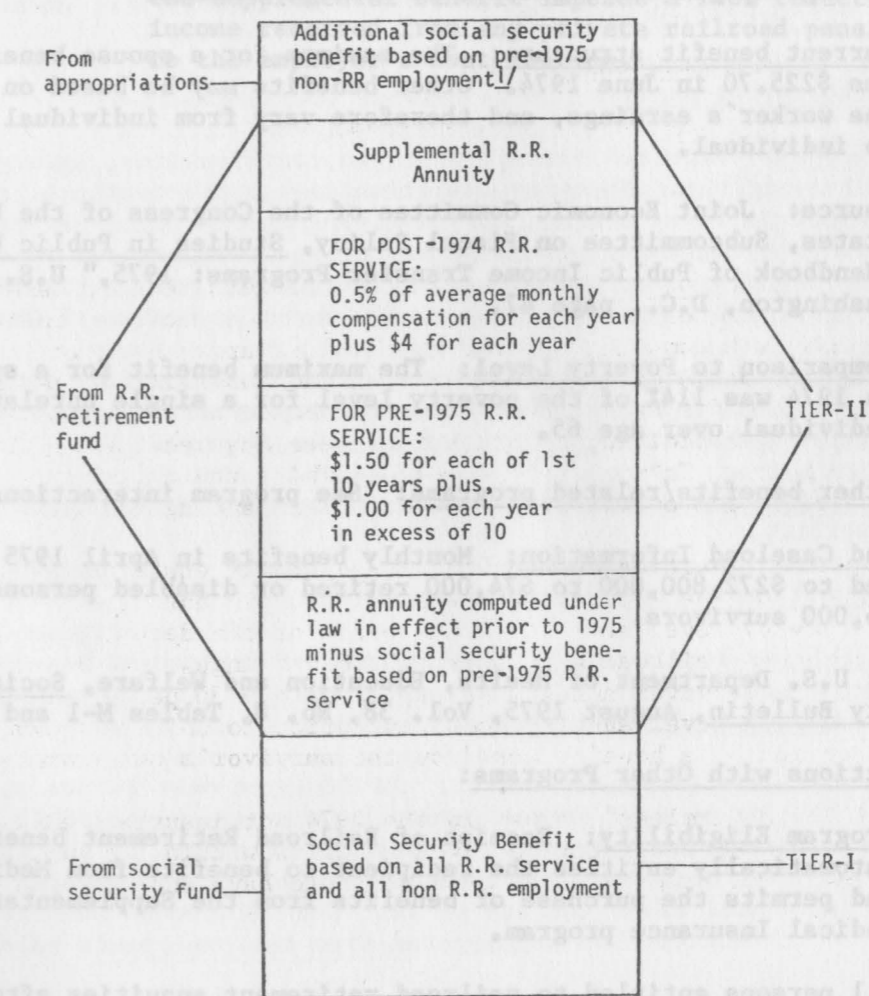 Additional social security
benefit based on pre-1975
non-RR employment1/
From
appropriations
Supplemental R.R.
Annuity
FOR POST-1974 R.R.
SERVICE:
0.5% of average monthly
compensation for each year
plus $4 for each year
From R.R.
retirement
fund
TIER-II
FOR PRE-1975 R.R.
SERVICE:
$1.50 for each of 1st
10 years plus,
$1.00 for each year
in excess of 10
R.R. annuity computed under
law in effect prior to 1975
minus social security bene-
fit based on pre-1975 R.R.
service
From social
security fund
Social Security Benefit
based on all R.R. service
and all non R.R. employment
TIER-I